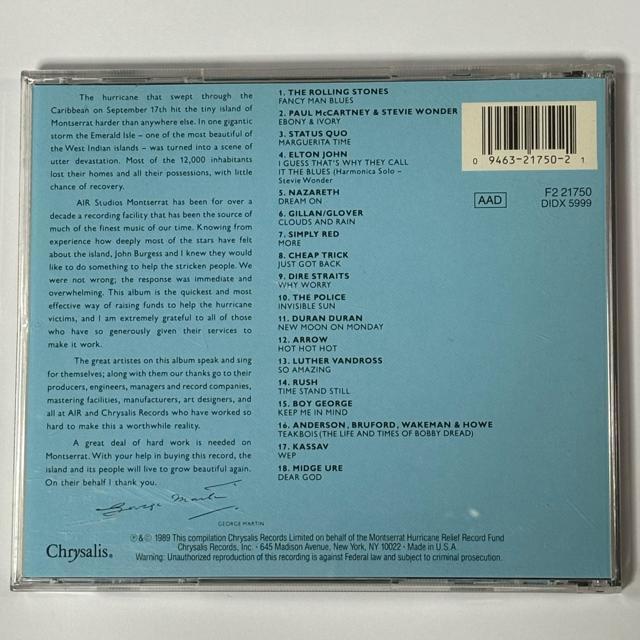 The hurricane that swept through the
Caribbean on September 17th hit the tiny island of
Montserrat harder than anywhere else. In one gigantic
storm the Emerald Isle – one of the most beautiful of
the West Indian islands – was turned into a scene of
utter devastation. Most of the 12,000 inhabitants
lost their homes and all their possessions, with little
chance of recovery.
AIR Studios Montserrat has been for over
a decade a recording facility that has been the source of
much of the finest music of our time. Knowing from
experience how deeply most of the stars have felt
about the island, John Burgess and I knew they would
like to do something to help the stricken people. We
were not wrong; the response was immediate and
overwhelming. This album is the quickest and most
effective way of raising funds to help the hurricane
victims, and I am extremely grateful to all of those
who have so generously given their services to
make it work.
The great artistes on this album speak and sing
for themselves; along with them our thanks go to their
producers, engineers, managers and record companies,
mastering facilities, manufacturers, art designers, and
all at AIR and Chrysalis Records who have worked so
hard to make this a worthwhile reality.
A great deal of hard work is needed on
Montserrat. With your help in buying this record, the
island and its people will live to grow beautiful again.
On their behalf I thank you.
George Martin
GEORGE MARTIN
1. THE ROLLING STONES
FANCY MAN BLUES
2. PAUL McCARTNEY & STEVIE WONDER
EBONY & IVORY
3. STATUS QUO
MARGUERITA TIME
4. ELTON JOHN
I GUESS THAT'S WHY THEY CALL
IT THE BLUES (Harmonica Solo –
Stevie Wonder
5. NAZARETH
DREAM ON
6. GILLAN/GLOVER
CLOUDS AND RAIN
7. SIMPLY RED
MORE
8. CHEAP TRICK
JUST GOT BACK
9. DIRE STRAITS
WHY WORRY
10. THE POLICE
INVISIBLE SUN
11. DURAN DURAN
NEW MOON ON MONDAY
12. ARROW
HOT HOT HOT
13. LUTHER VANDROSS
SO AMAZING
14. RUSH
TIME STAND STILL
15. BOY GEORGE
KEEP ME IN MIND
16. ANDERSON, BRUFORD, WAKEMAN & HOWE
TEAKBOIS (THE LIFE AND TIMES OF BOBBY DREAD)
17. KASSAV
WEP
18. MIDGE URE
DEAR GOD
0 09463-21750-2 1
AAD
F2 21750
DIDX 5999
Chrysalis®
℗&© 1989 This compilation Chrysalis Records Limited on behalf of the Montserrat Hurricane Relief Record Fund
Chrysalis Records, Inc. · 645 Madison Avenue, New York, NY 10022 · Made in U.S.A.
Warning: Unauthorized reproduction of this recording is against Federal law and subject to criminal prosecution.